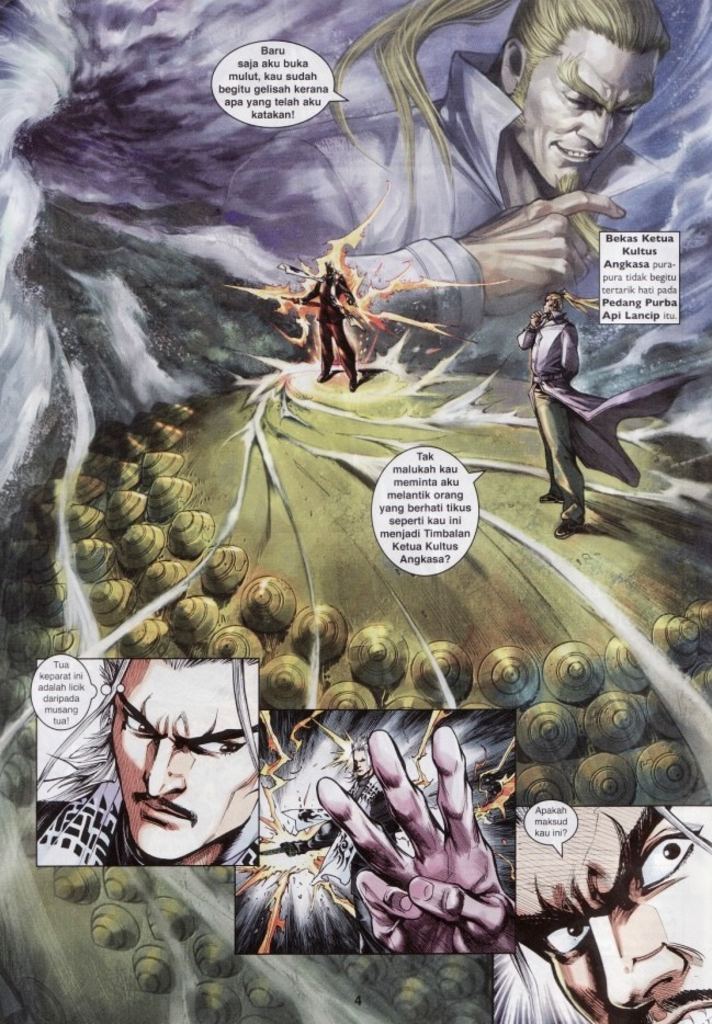 Baru
saja aku buka
mulut, kau sudah
begitu gelisah kerana
apa yang telah aku
katakan!
Bekas Ketua
Kultus
Angkasa pura-
pura tidak begitu
tertarik hati pada
Pedang Purba
Api Lancip itu.
Tak
malukah kau
meminta aku
melantik orang
yang berhati tikus
seperti kau ini
menjadi Timbalan
Ketua Kultus
Angkasa?
Tua
keparat ini
adalah licik
daripada
musang
tua!
Apakah
maksud
kau ini?
4